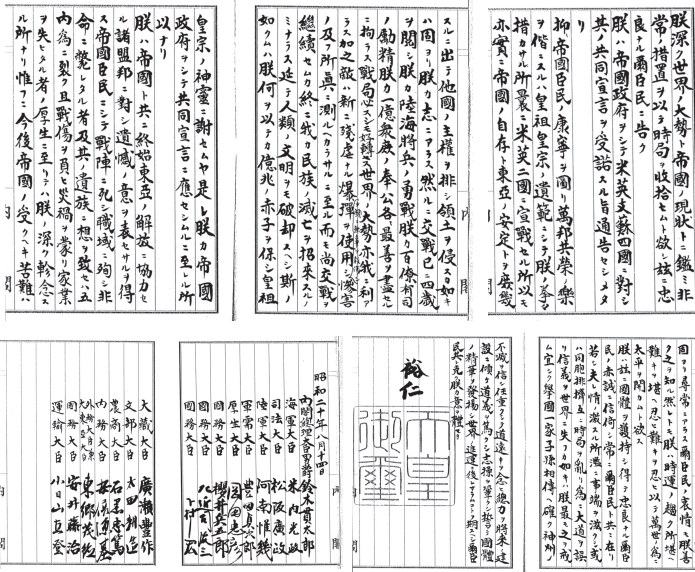 朕深ク世界ノ大勢ト帝國ノ現狀トニ鑑ミ非
常ノ措置ヲ以テ時局ヲ收拾セムト欲シ茲ニ忠
良ナル爾臣民ニ告ク
朕ハ帝國政府ヲシテ米英支蘇四國ニ對シ
其ノ共同宣言ヲ受諾スル旨通告セシメタ
リ
抑〻帝國臣民ノ康寧ヲ圖リ萬邦共榮ノ樂
ヲ偕ニスルハ皇祖皇宗ノ遺範ニシテ朕ノ拳〻
措カサル所曩ニ米英二國ニ宣戰セル所以モ
亦實ニ帝國ノ自存ト東亞ノ安定トヲ庶幾
內閣
スルニ出テ他國ノ主權ヲ排シ領土ヲ侵スカ如キ
ハ固ヨリ朕カ志ニアラス然ルニ交戰已ニ四歲
ヲ閱シ朕カ陸海將兵ノ勇戰朕カ百僚有司
ノ勵精朕カ一億衆庶ノ奉公各〻最善ヲ盡セル
ニ拘ラス戰局必スシモ好轉セス世界ノ大勢亦我ニ利ア
ラス加之敵ハ新ニ殘虐ナル爆彈ヲ使用シテ頻ニ無辜ヲ殺傷シ慘害
ノ及フ所眞ニ測ルヘカラサルニ至ル而モ尚交戰ヲ
繼續セムカ終ニ我カ民族ノ滅亡ヲ招來スルノ
ミナラス延テ人類ノ文明ヲモ破却スヘシ斯ノ
如クムハ朕何ヲ以テカ億兆ノ赤子ヲ保シ皇祖
皇宗ノ神靈ニ謝セムヤ是レ朕カ帝國
政府ヲシテ共同宣言ニ應セシムルニ至レル所
以ナリ
朕ハ帝國ト共ニ終始東亞ノ解放ニ協力セ
ル諸盟邦ニ對シ遺憾ノ意ヲ表セサルヲ得
ス帝國臣民ニシテ戰陣ニ死シ職域ニ殉シ非
命ニ斃レタル者及其ノ遺族ニ想ヲ致セハ五
內爲ニ裂ク且戰傷ヲ負ヒ災禍ヲ蒙リ家業
ヲ失ヒタル者ノ厚生ニ至リテハ朕ノ深ク軫念ス
ル所ナリ惟フニ今後帝國ノ受クヘキ苦難ハ
內閣
固ヨリ尋常ニアラス爾臣民ノ衷情モ朕善
ク之ヲ知ル然レトモ朕ハ時運ノ趨ク所堪ヘ
難キヲ堪ヘ忍ヒ難キヲ忍ヒ以テ萬世ノ爲ニ
太平ヲ開カムト欲ス
朕ハ茲ニ國體ヲ護持シ得テ忠良ナル爾臣
民ノ赤誠ニ信倚シ常ニ爾臣民ト共ニ在リ
若シ夫レ情ノ激スル所濫ニ事端ヲ滋クシ或
ハ同胞排擠互ニ時局ヲ亂リ爲ニ大道ヲ誤
リ信義ヲ世界ニ失フカ如キハ朕最モ之ヲ戒
ム宜シク擧國一家子孫相傳ヘ確ク神州ノ
不滅ヲ信シ任重クシテ道遠キヲ念ヒ總力ヲ將來ノ建
設ニ傾ケ道義ヲ篤クシ志操ヲ鞏クシ誓テ國體
ノ精華ヲ發揚シ世界ノ進運ニ後レサラムコトヲ期スヘシ爾臣
民其レ克ク朕カ意ヲ體セヨ
裕仁
天皇
御璽
內閣
昭和二十年八月十四日
內閣總理大臣男爵 鈴木貫太郎
海軍大臣 米內光政
司法大臣 松阪廣政
陸軍大臣 阿南惟幾
軍需大臣 豐田貞次郎
厚生大臣 岡田忠彥
國務大臣 櫻井兵五郎
國務大臣 左近司政三
國務大臣 下村宏
大藏大臣 廣瀨豐作
文部大臣 太田耕造
農商大臣 石黑忠篤
內務大臣 安倍源基
外務大臣兼大東亞大臣 東鄕茂德
國務大臣 安井藤治
運輸大臣 小日山直登
內閣